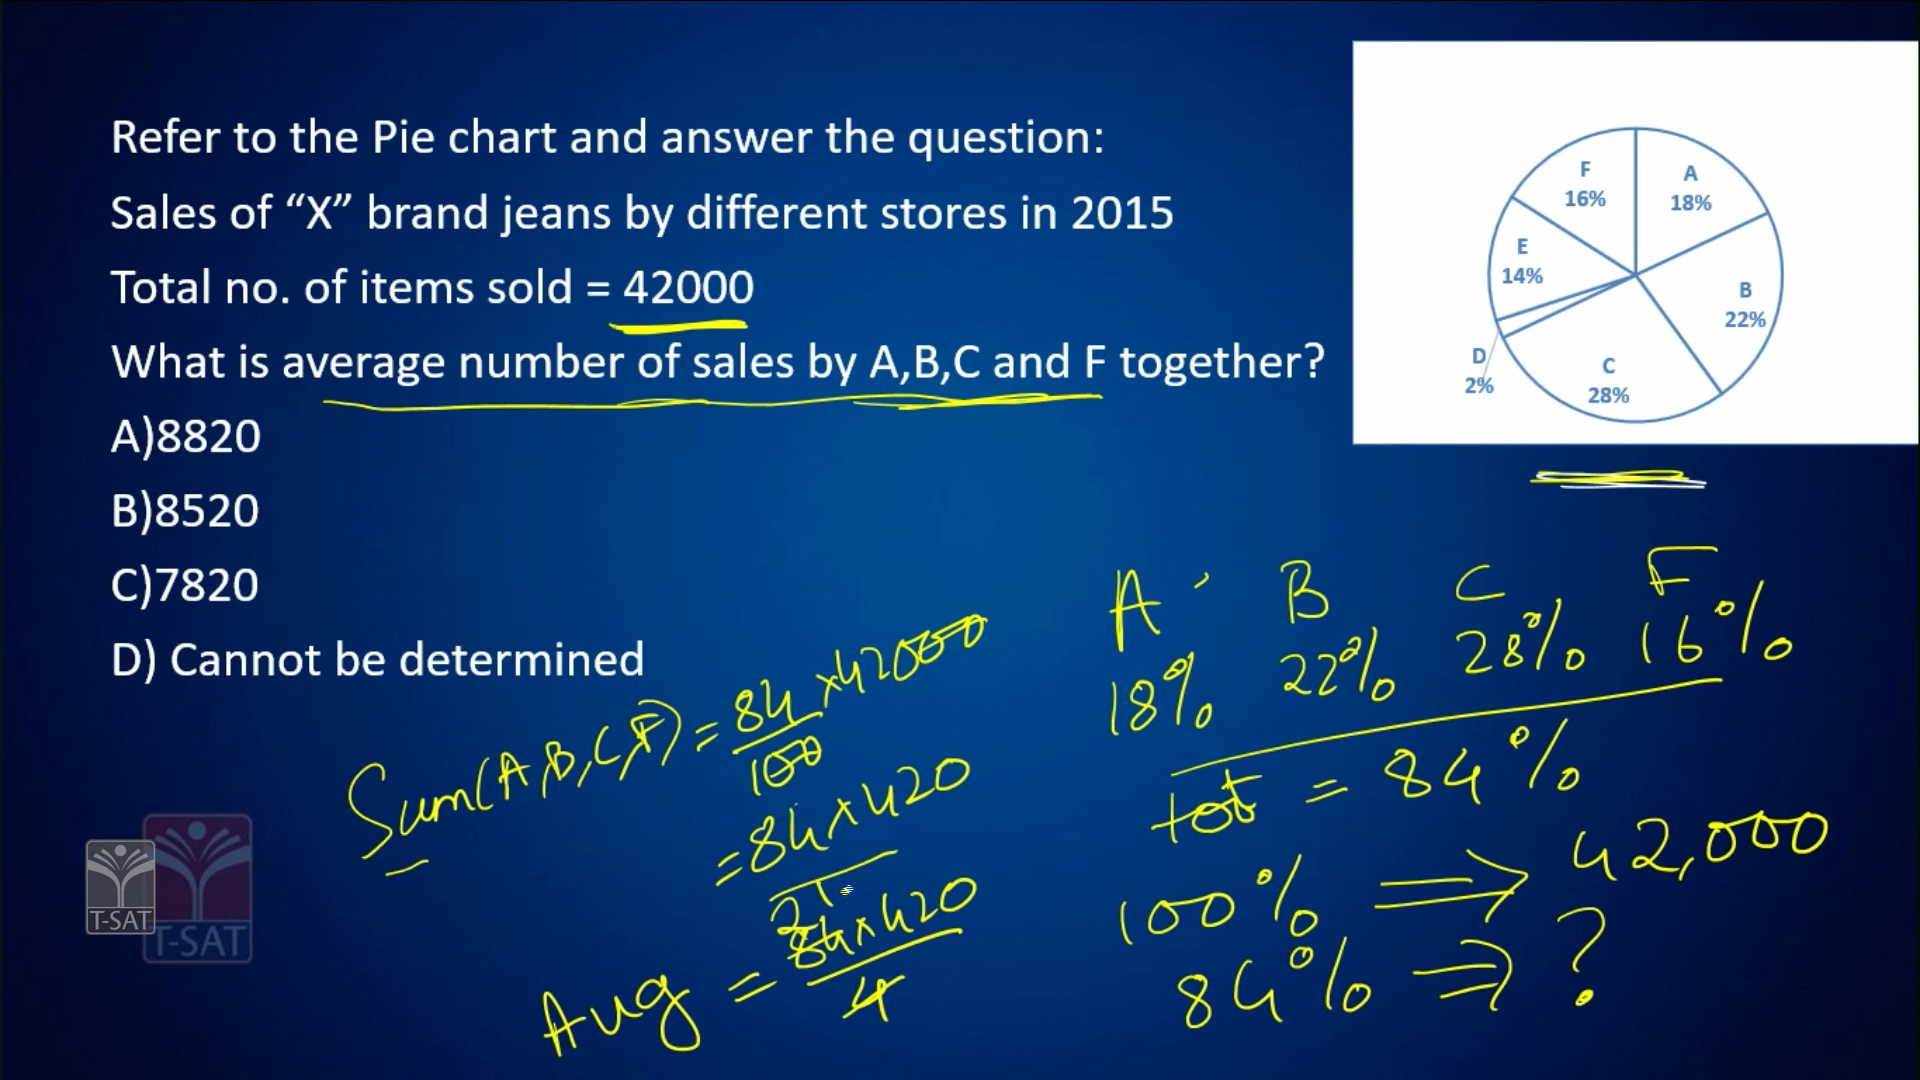 Refer to the Pie chart and answer the question:
Sales of “X” brand jeans by different stores in 2015
Total no. of items sold = 42000
What is average number of sales by A,B,C and F together?
A)8820
B)8520
C)7820
D) Cannot be determined
F
16%
A
18%
E
14%
B
22%
D
2%
C
28%
A B C F
18% 22% 28% 16%
tot = 84%
100% ⇒ 42,000
84% ⇒ ?
Sum(A,B,C,F) = 84/100 ×42000
= 84×420
21
Avg = 84×420/4
T-SAT
T-SAT